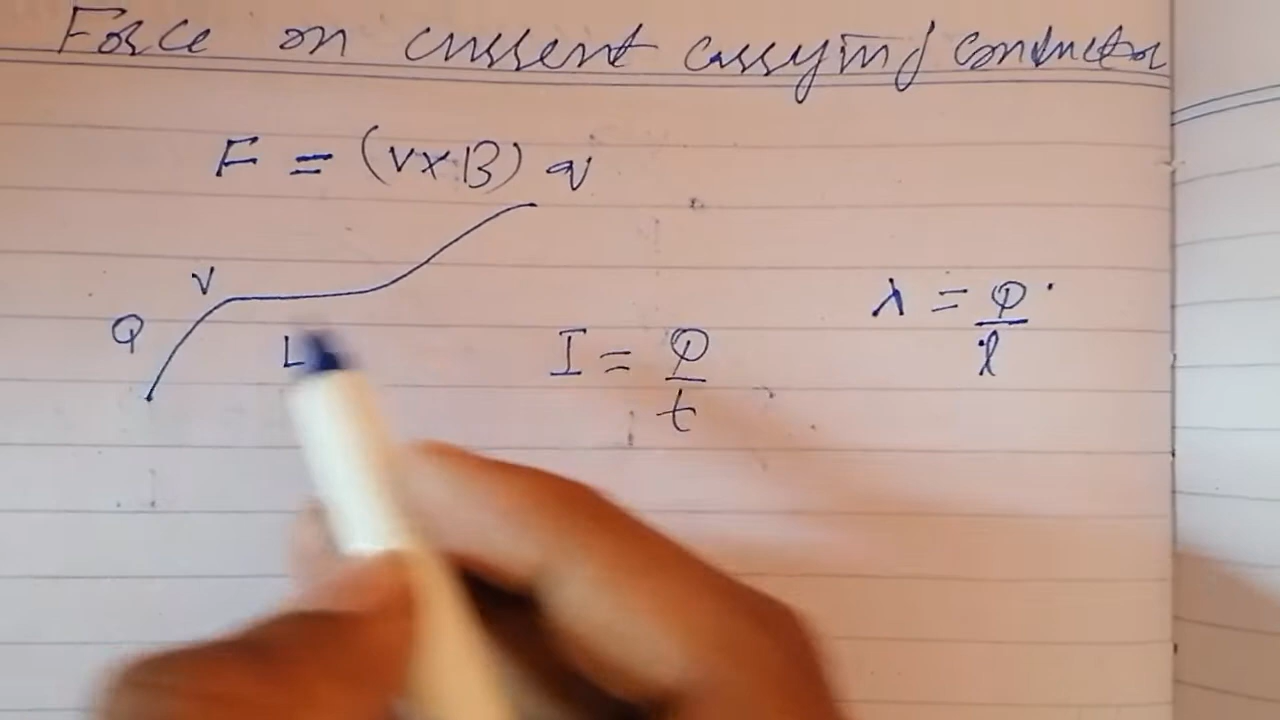 Force on current carrying conductor
F = (V×B) q
V
Q
L
I = Q/t
λ = Q/l